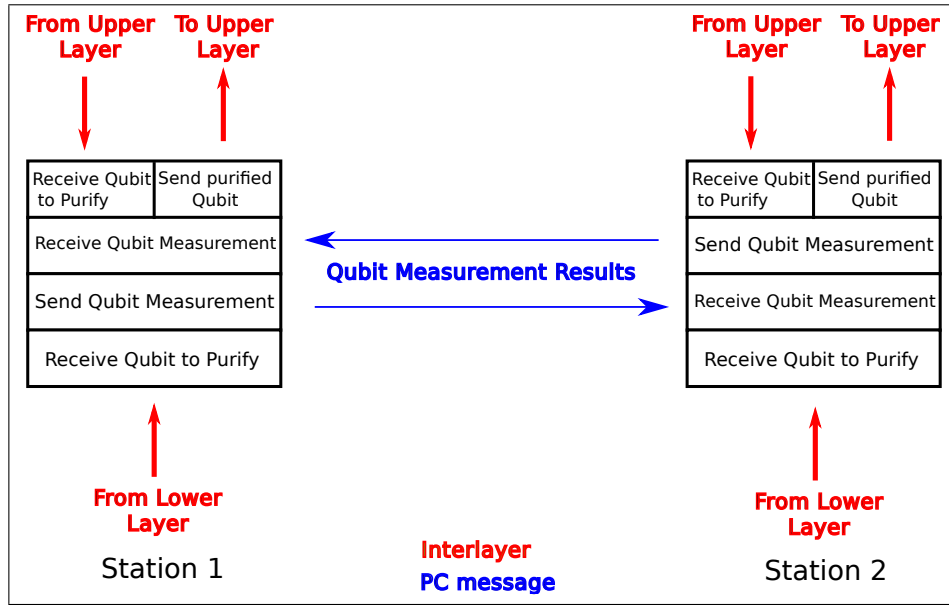 From Upper
Layer
To Upper
Layer
From Upper
Layer
To Upper
Layer
Receive Qubit
to Purify
Send purified
Qubit
Receive Qubit Measurement
Send Qubit Measurement
Receive Qubit to Purify
Qubit Measurement Results
Receive Qubit
to Purify
Send purified
Qubit
Send Qubit Measurement
Receive Qubit Measurement
Receive Qubit to Purify
From Lower
Layer
From Lower
Layer
Station 1
Interlayer
PC message
Station 2